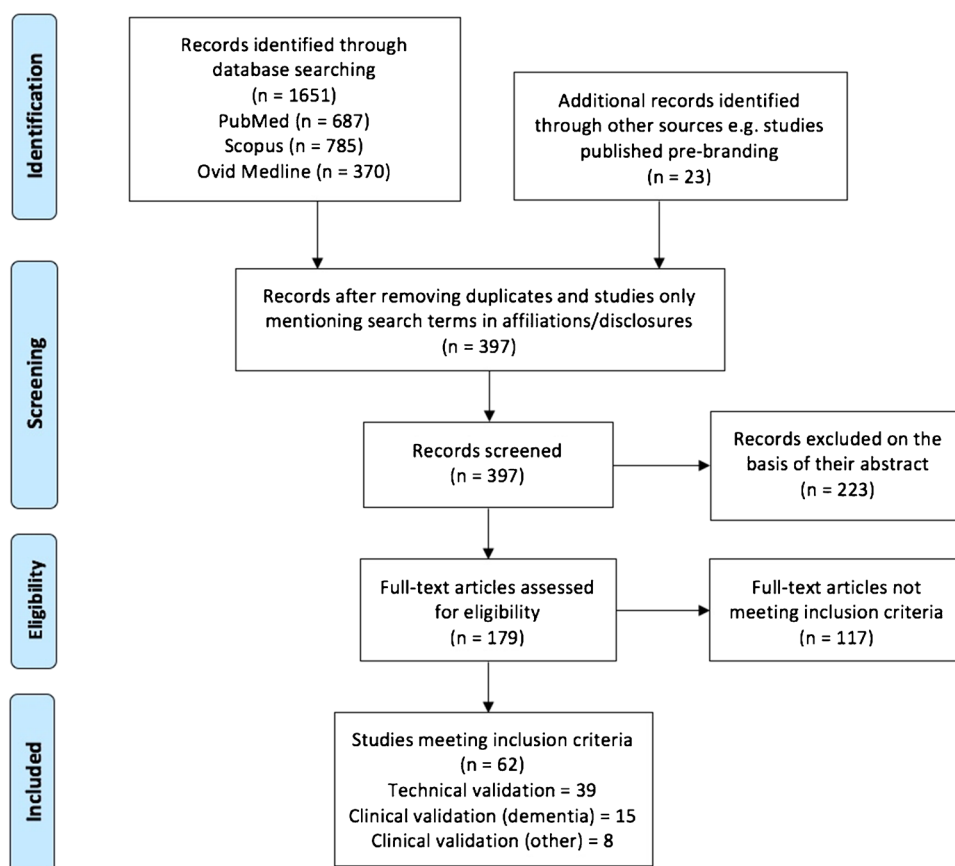 Identification
Records identified through
database searching
(n = 1651)
PubMed (n = 687)
Scopus (n = 785)
Ovid Medline (n = 370)
Additional records identified
through other sources e.g. studies
published pre-branding
(n = 23)
Screening
Records after removing duplicates and studies only
mentioning search terms in affiliations/disclosures
(n = 397)
Records screened
(n = 397)
Records excluded on the
basis of their abstract
(n = 223)
Eligibility
Full-text articles assessed
for eligibility
(n = 179)
Full-text articles not
meeting inclusion criteria
(n = 117)
Included
Studies meeting inclusion criteria
(n = 62)
Technical validation = 39
Clinical validation (dementia) = 15
Clinical validation (other) = 8